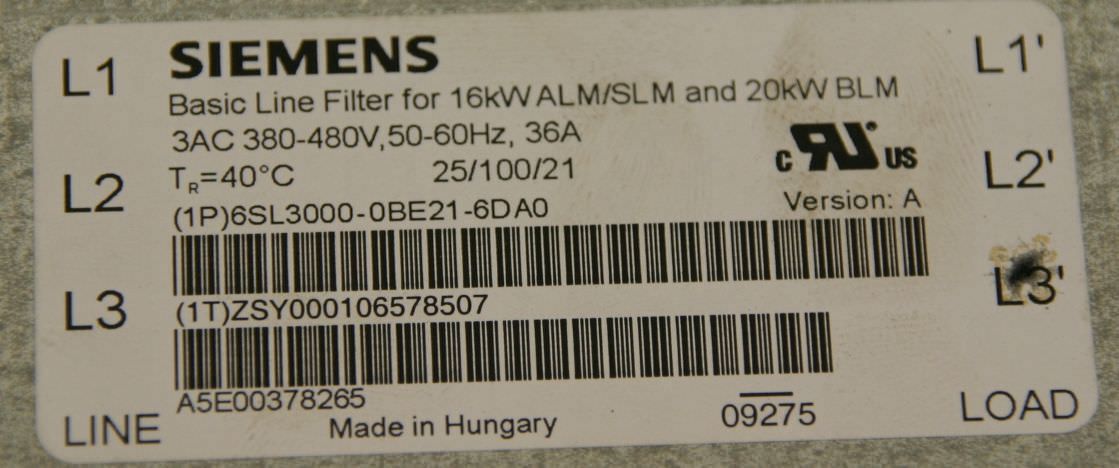 L1
L2
L3
LINE
SIEMENS
Basic Line Filter for 16kW ALM/SLM and 20kW BLM
3AC 380-480V,50-60Hz, 36A
TR=40°C 25/100/21
(1P)6SL3000-0BE21-6DA0
c RU US
Version: A
(1T)ZSY000106578507
A5E00378265
Made in Hungary
09275
L1'
L2'
L3'
LOAD